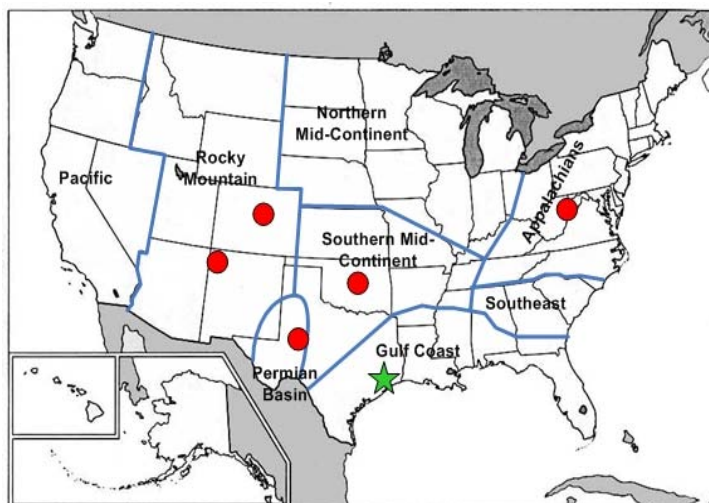 Northern
Mid-Continent
Rocky
Mountain
Pacific
Appalachians
Southern Mid-
Continent
Southeast
Gulf Coast
Permian
Basin